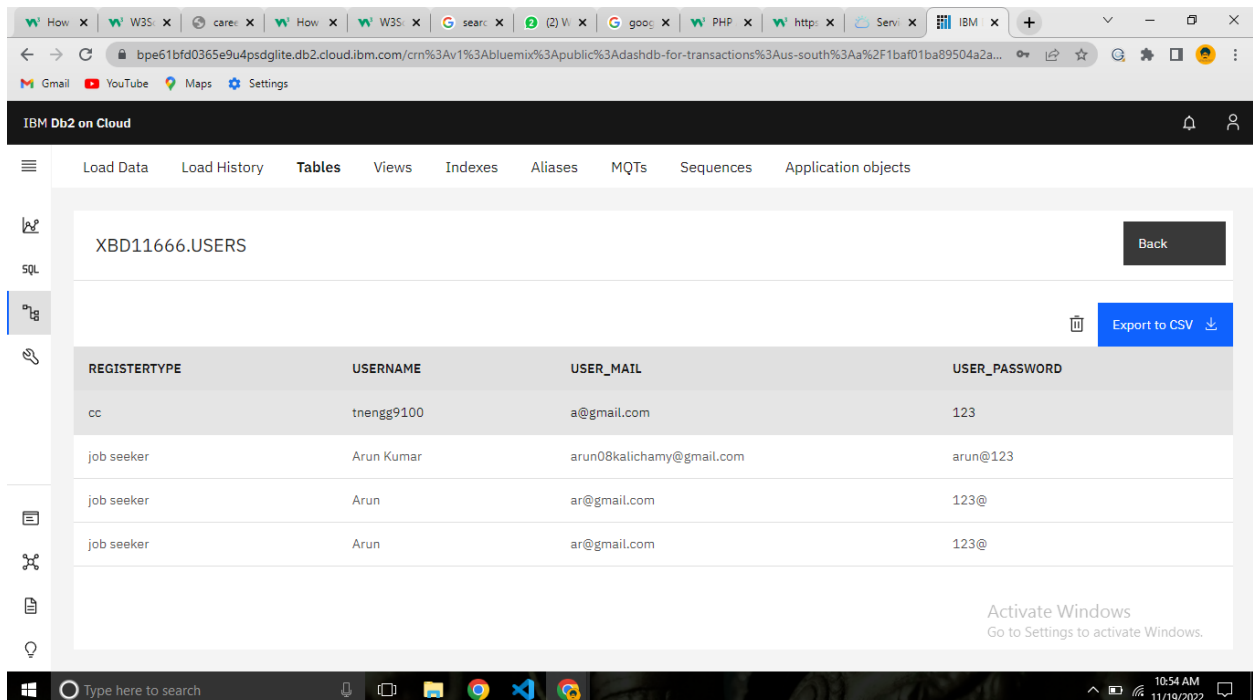 How W3S caree How W3S G searc (2) W G goog PHP https Servi IBM
bpe61bfd0365e9u4psdglite.db2.cloud.ibm.com/crn%3Av1%3Abluemix%3Apublic%3Adashdb-for-transactions%3Aus-south%3Aa%2F1baf01ba89504a2a...
Gmail YouTube Maps Settings
IBM Db2 on Cloud
Load Data Load History Tables Views Indexes Aliases MQTs Sequences Application objects
XBD11666.USERS Back
SQL
Export to CSV
REGISTERTYPE USERNAME USER_MAIL USER_PASSWORD
cc tnengg9100 a@gmail.com 123
job seeker Arun Kumar arun08kalichamy@gmail.com arun@123
job seeker Arun ar@gmail.com 123@
job seeker Arun ar@gmail.com 123@
Activate Windows
Go to Settings to activate Windows.
Type here to search
10:54 AM
11/19/2022